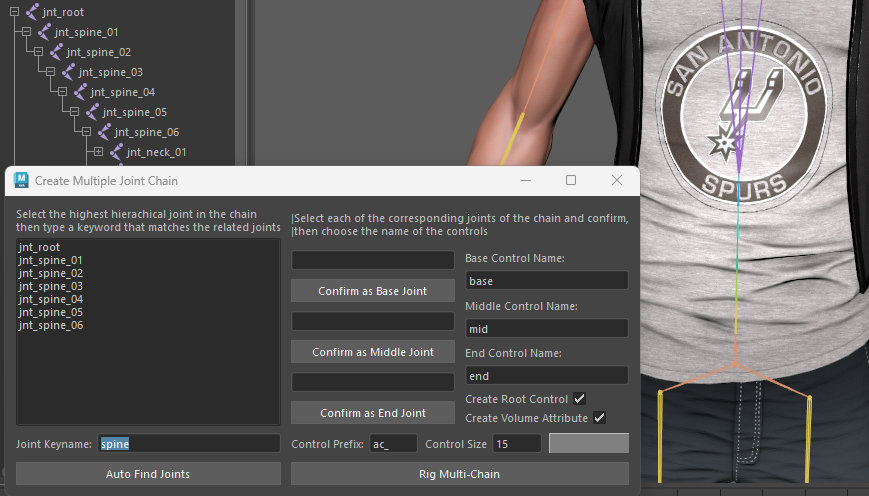 jnt_root
jnt_spine_01
jnt_spine_02
jnt_spine_03
jnt_spine_04
jnt_spine_05
jnt_spine_06
jnt_neck_01
SAN ANTONIO
SPURS
M
Create Multiple Joint Chain
Select the highest hierachical joint in the chain
then type a keyword that matches the related joints
|Select each of the corresponding joints of the chain and confirm,
|then choose the name of the controls
jnt_root
jnt_spine_01
jnt_spine_02
jnt_spine_03
jnt_spine_04
jnt_spine_05
jnt_spine_06
Confirm as Base Joint
Confirm as Middle Joint
Confirm as End Joint
Base Control Name:
base
Middle Control Name:
mid
End Control Name:
end
Create Root Control
Create Volume Attribute
Joint Keyname: spine
Control Prefix: ac_ Control Size 15
Auto Find Joints
Rig Multi-Chain